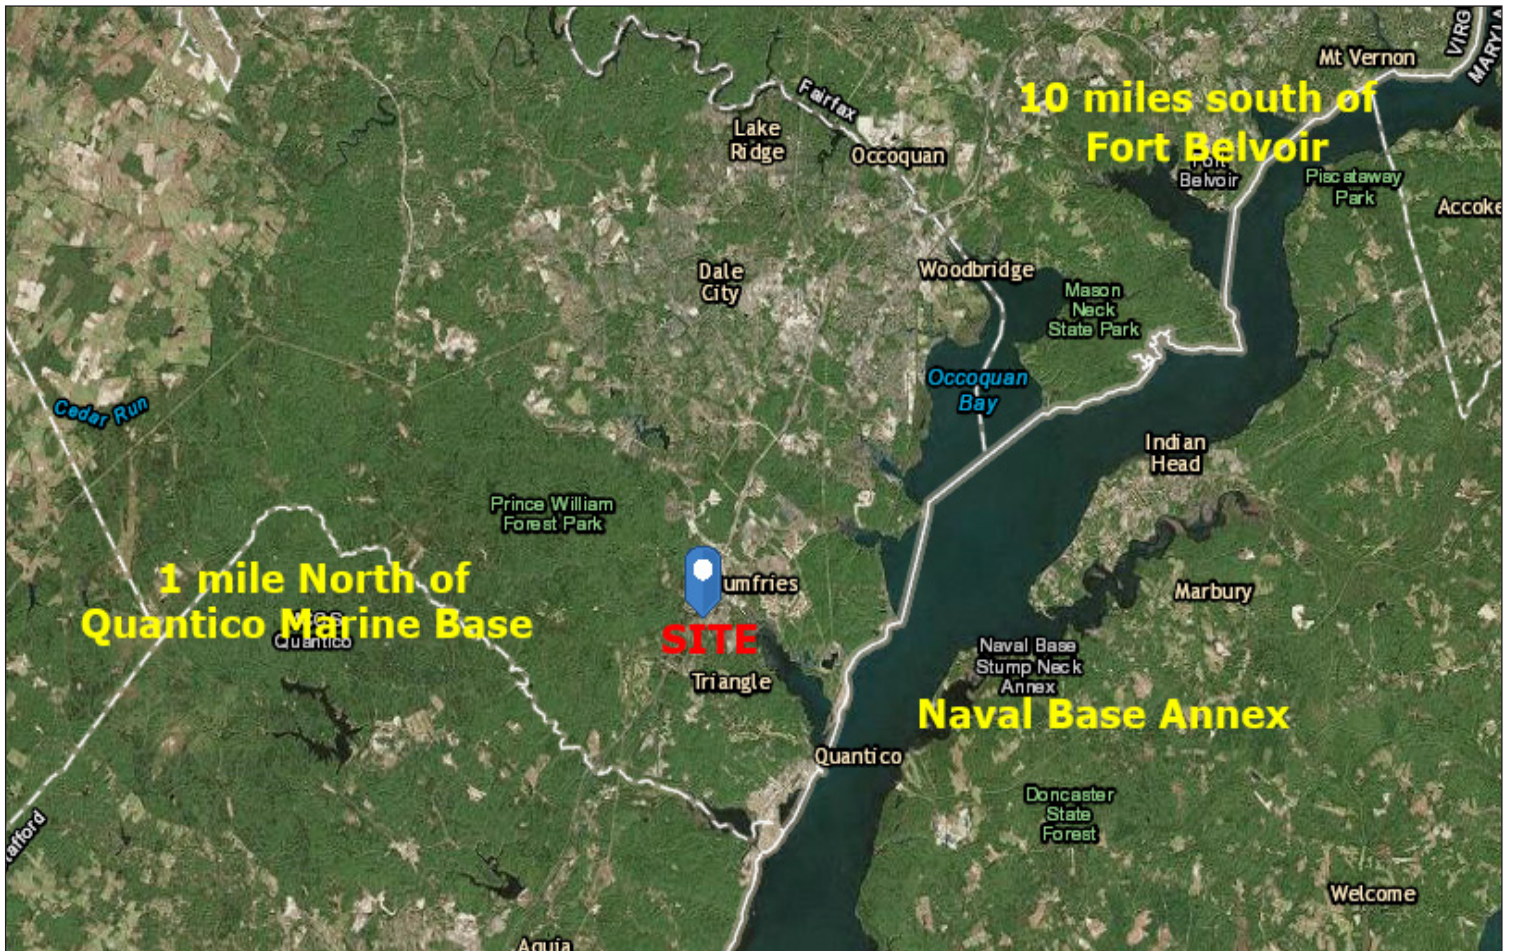 VIRG
MARYLA
Mt Vernon
10 miles south of
Fort Belvoir
Fairfax
Lake
Ridge
Occoquan
Fort
Belvoir
Piscataway
Park
Accoke
Dale
City
Woodbridge
Mason
Neck
State Park
Occoquan
Bay
Cedar Run
Indian
Head
Prince William
Forest Park
1 mile North of
Quantico Marine Base
Quantico
umfries
SITE
Marbury
Naval Base
Stump Neck
Annex
Triangle
Naval Base Annex
Quantico
Doncaster
State
Forest
afford
Welcome
Aquia